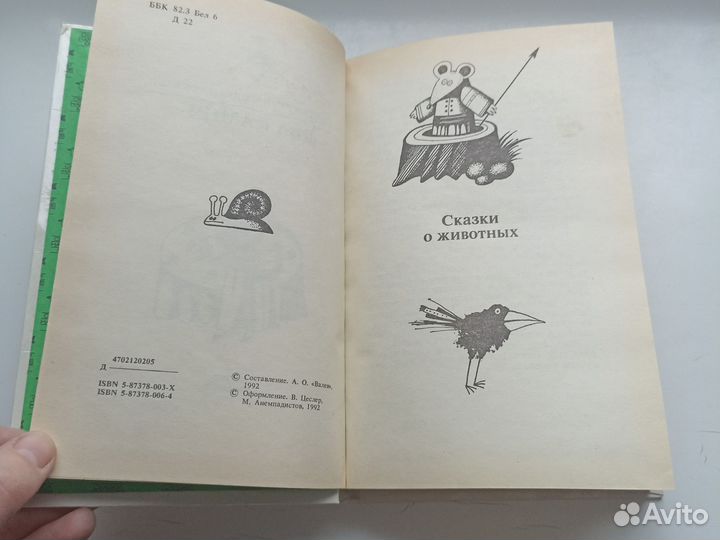 ББК 82.3 Бел 6
Д 22
4702120205
Д
ISBN 5-87378-003-X
ISBN 5-87378-006-4
© Составление. А. О. «Валев»,
1992
© Оформление. В. Цеслер,
М. Анемпадистов, 1992
Сказки
о животных
Avito